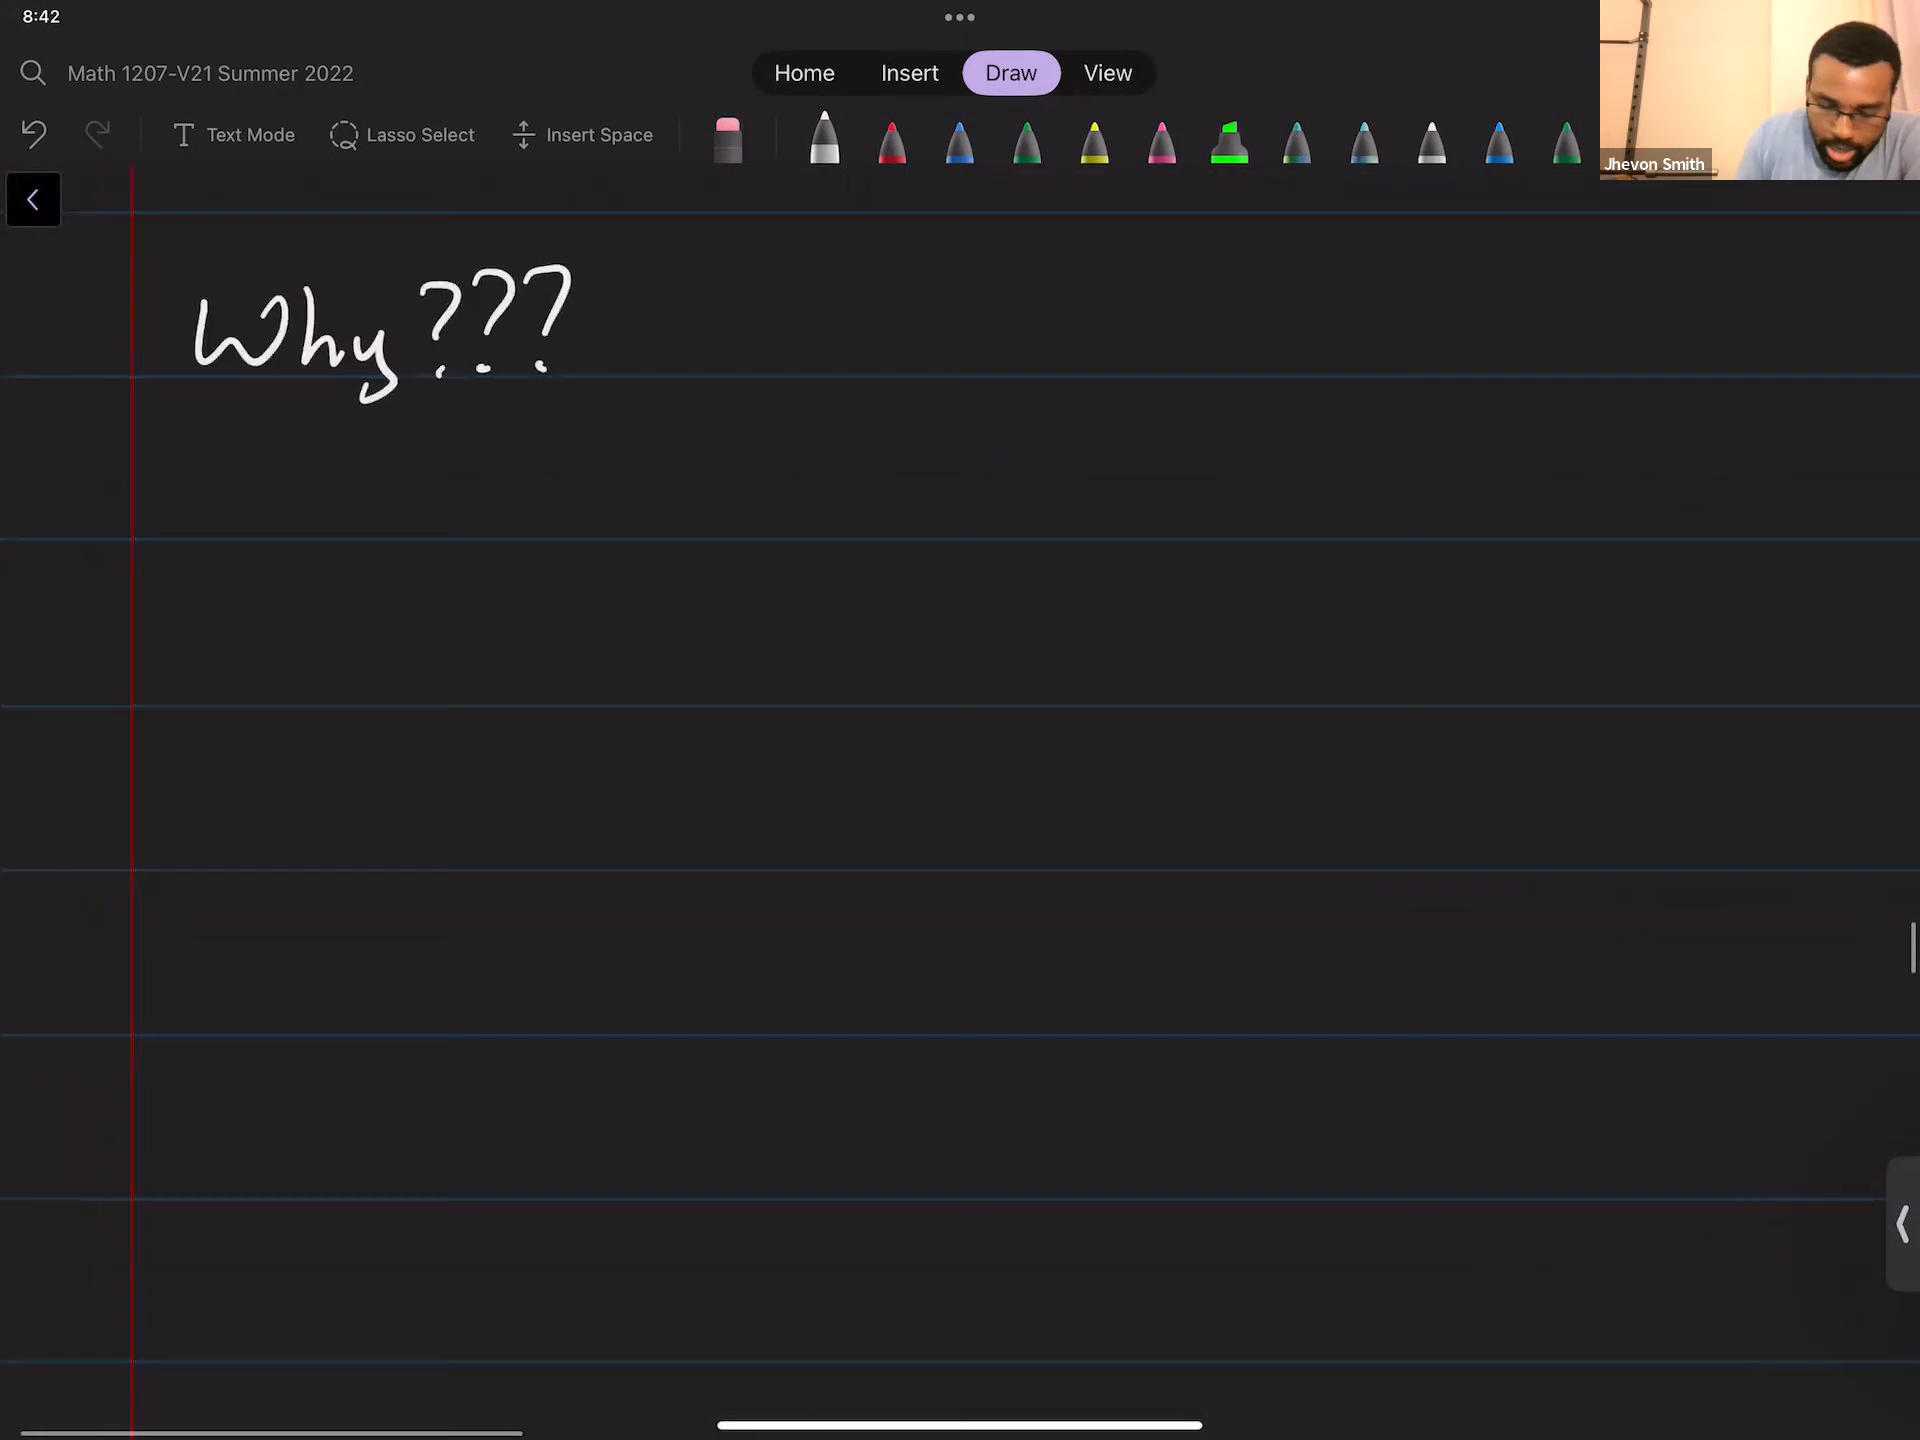 8:42
Math 1207-V21 Summer 2022
Home Insert Draw View
Text Mode Lasso Select Insert Space
Jhevon Smith
Why???